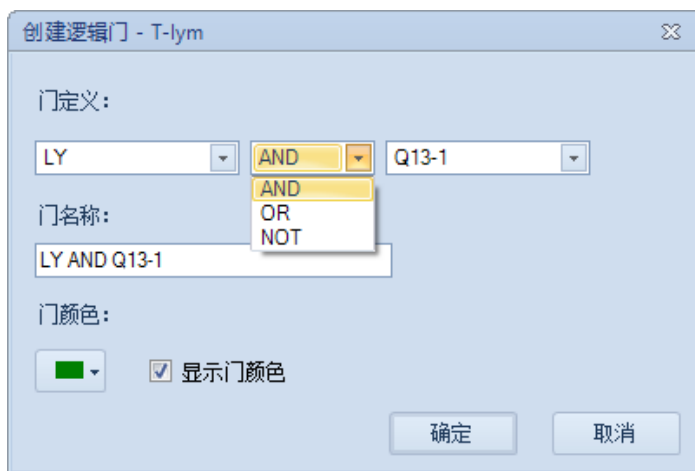 创建逻辑门 - T-lym
门定义：
LY AND Q13-1
AND
OR
NOT
门名称：
LY AND Q13-1
门颜色：
显示门颜色
确定 取消